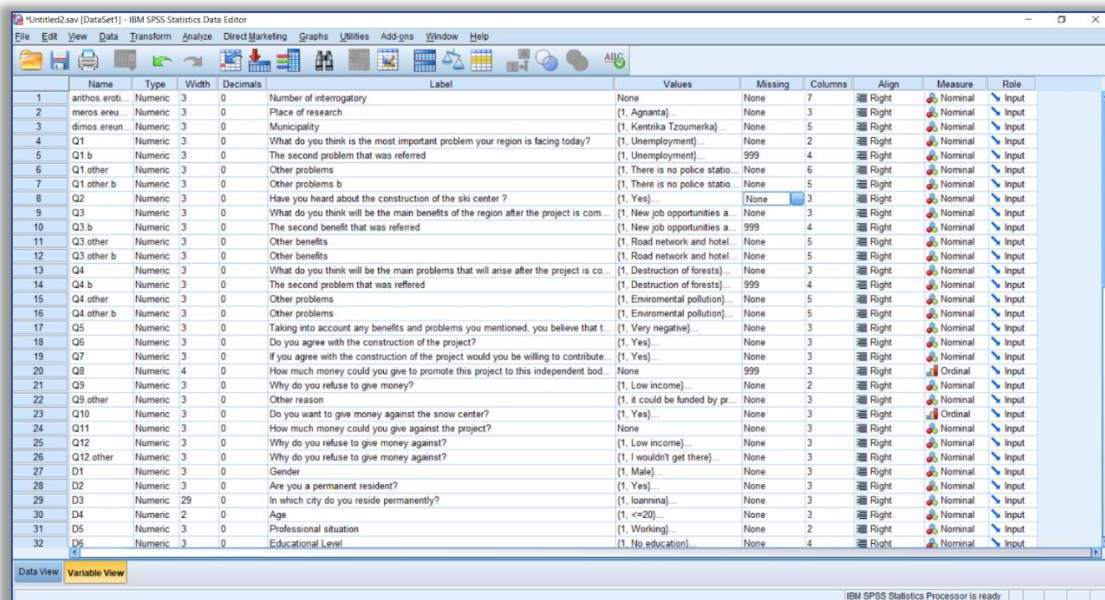 *Untitled2.sav [DataSet1] - IBM SPSS Statistics Data Editor
File Edit View Data Transform Analyze Direct Marketing Graphs Utilities Add-ons Window Help
ABC
Name Type Width Decimals Label Values Missing Columns Align Measure Role
1 arithos.eroti... Numeric 3 0 Number of interrogatory None None 7 Right Nominal Input
2 meros.ereu... Numeric 3 0 Place of research {1, Agnanta}... None 3 Right Nominal Input
3 dimos.ereun... Numeric 3 0 Municipality {1, Kentrika Tzoumerka}... None 5 Right Nominal Input
4 Q1 Numeric 3 0 What do you think is the most important problem your region is facing today? {1, Unemployment}... None 2 Right Nominal Input
5 Q1.b Numeric 3 0 The second problem that was referred {1, Unemployment}... 999 4 Right Nominal Input
6 Q1.other Numeric 3 0 Other problems {1, There is no police statio... None 6 Right Nominal Input
7 Q1.other.b Numeric 3 0 Other problems b {1, There is no police statio... None 5 Right Nominal Input
8 Q2 Numeric 3 0 Have you heard about the construction of the ski center ? {1, Yes}... None ... 3 Right Nominal Input
9 Q3 Numeric 3 0 What do you think will be the main benefits of the region after the project is com... {1, New job opportunities a... None 3 Right Nominal Input
10 Q3.b Numeric 3 0 The second benefit that was referred {1, New job opportunities a... 999 4 Right Nominal Input
11 Q3.other Numeric 3 0 Other benefits {1, Road network and hotel... None 5 Right Nominal Input
12 Q3.other.b Numeric 3 0 Other benefits {1, Road network and hotel... None 5 Right Nominal Input
13 Q4 Numeric 3 0 What do you think will be the main problems that will arise after the project is co... {1, Destruction of forests}... None 3 Right Nominal Input
14 Q4.b Numeric 3 0 The second problem that was reffered {1, Destruction of forests}... 999 4 Right Nominal Input
15 Q4.other Numeric 3 0 Other problems {1, Enviromental pollution}... None 5 Right Nominal Input
16 Q4.other.b Numeric 3 0 Other problems {1, Enviromental pollution}... None 5 Right Nominal Input
17 Q5 Numeric 3 0 Taking into account any benefits and problems you mentioned, you believe that t... {1, Very negative}... None 3 Right Nominal Input
18 Q6 Numeric 3 0 Do you agree with the construction of the project? {1, Yes}... None 3 Right Nominal Input
19 Q7 Numeric 3 0 If you agree with the construction of the project would you be willing to contribute... {1, Yes}... None 3 Right Nominal Input
20 Q8 Numeric 4 0 How much money could you give to promote this project to this independent bod... None 999 3 Right Ordinal Input
21 Q9 Numeric 3 0 Why do you refuse to give money? {1, Low income}... None 2 Right Nominal Input
22 Q9.other Numeric 3 0 Other reason {1, it could be funded by pr... None 3 Right Nominal Input
23 Q10 Numeric 3 0 Do you want to give money against the snow center? {1, Yes}... None 3 Right Ordinal Input
24 Q11 Numeric 3 0 How much money could you give against the project? None None 3 Right Nominal Input
25 Q12 Numeric 3 0 Why do you refuse to give money against? {1, Low income}... None 3 Right Nominal Input
26 Q12.other Numeric 3 0 Why do you refuse to give money against? {1, I wouldn't get there}... None 3 Right Nominal Input
27 D1 Numeric 3 0 Gender {1, Male}... None 3 Right Nominal Input
28 D2 Numeric 3 0 Are you a permanent resident? {1, Yes}... None 3 Right Nominal Input
29 D3 Numeric 29 0 In which city do you reside permanently? {1, Ioannina}... None 3 Right Nominal Input
30 D4 Numeric 2 0 Age {1, <=20}... None 3 Right Nominal Input
31 D5 Numeric 3 0 Professional situation {1, Working}... None 2 Right Nominal Input
32 D6 Numeric 3 0 Educational Level {1, No education}... None 4 Right Nominal Input
Data View Variable View
IBM SPSS Statistics Processor is ready